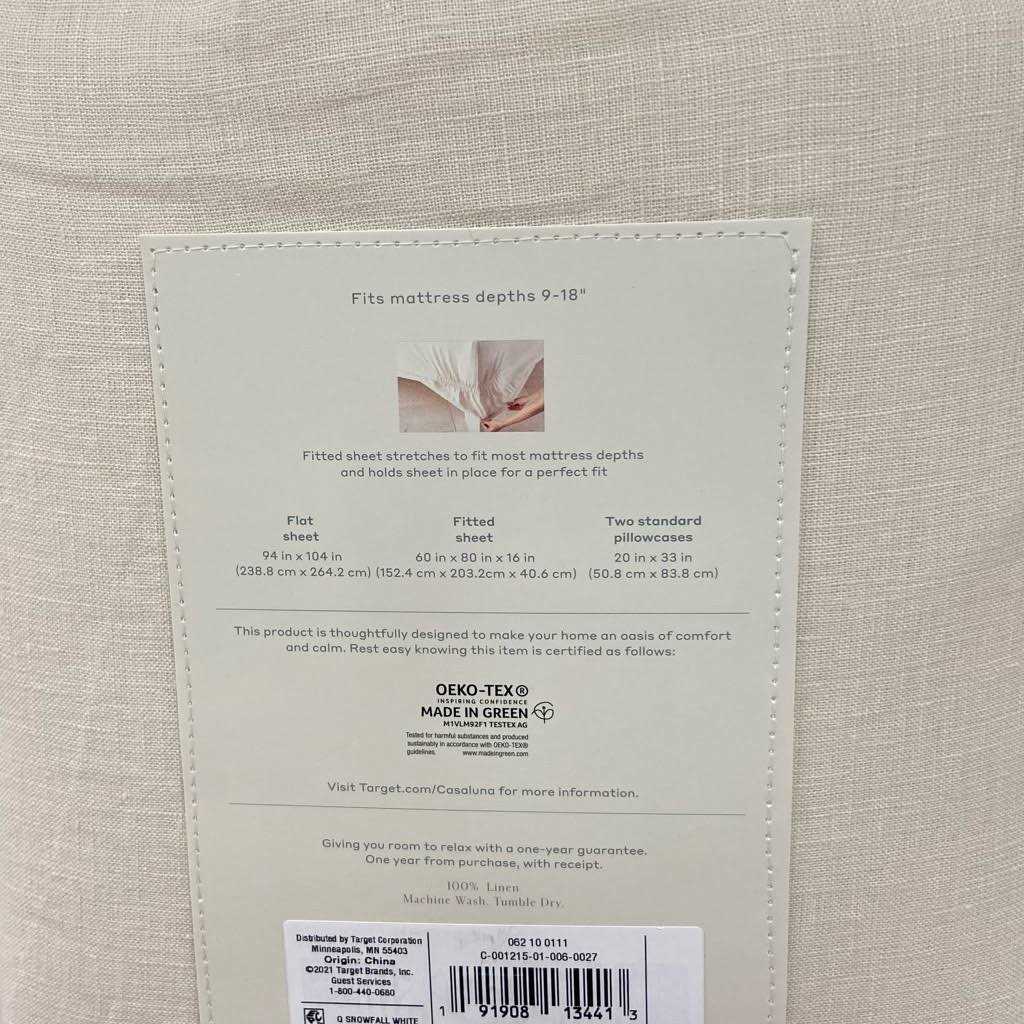 Fits mattress depths 9-18"
Fitted sheet stretches to fit most mattress depths
and holds sheet in place for a perfect fit
Flat
sheet
94 in x 104 in
(238.8 cm x 264.2 cm)
Fitted
sheet
60 in x 80 in x 16 in
(152.4 cm x 203.2cm x 40.6 cm)
Two standard
pillowcases
20 in x 33 in
(50.8 cm x 83.8 cm)
This product is thoughtfully designed to make your home an oasis of comfort
and calm. Rest easy knowing this item is certified as follows:
OEKO-TEX®
INSPIRING CONFIDENCE
MADE IN GREEN
M1VLM92F1 TESTEX AG
Tested for harmful substances and produced
sustainably in accordance with OEKO-TEX®
guidelines. www.madeingreen.com
Visit Target.com/Casaluna for more information.
Giving you room to relax with a one-year guarantee.
One year from purchase, with receipt.
100% Linen
Machine Wash. Tumble Dry.
Distributed by Target Corporation
Minneapolis, MN 55403
Origin: China
©2021 Target Brands, Inc.
Guest Services
1-800-440-0680
Q SNOWFALL WHITE
062 10 0111
C-001215-01-006-0027
1 91908 13441 3